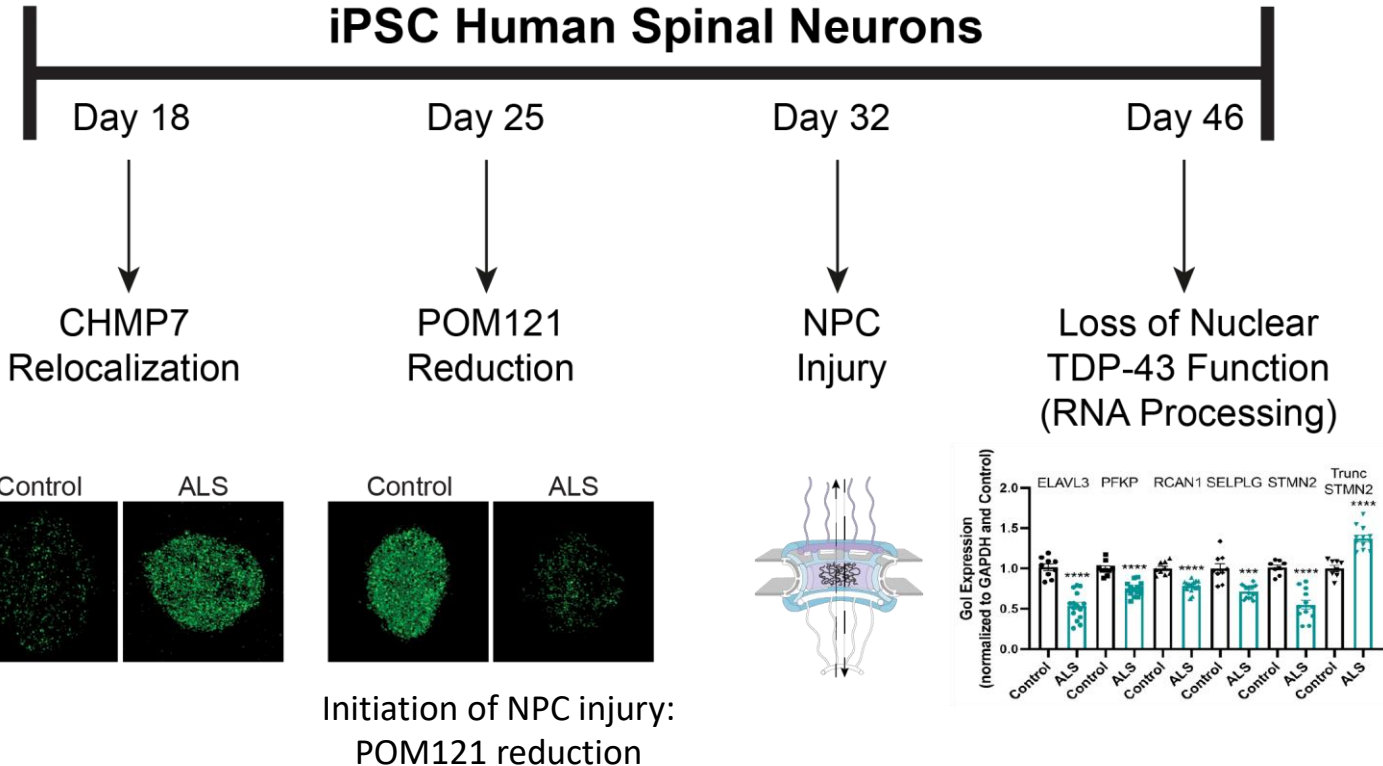 iPSC Human Spinal Neurons
Day 18
Day 25
Day 32
Day 46
CHMP7
Relocalization
POM121
Reduction
NPC
Injury
Loss of Nuclear
TDP-43 Function
(RNA Processing)
Control
ALS
Control
ALS
Initiation of NPC injury:
POM121 reduction
GoI Expression
(normalized to GAPDH and Control)
2.0
1.5
1.0
0.5
0.0
ELAVL3
PFKP
RCAN1
SELPLG
STMN2
Trunc
STMN2
****
****
****
***
****
****
Control
ALS
Control
ALS
Control
ALS
Control
ALS
Control
ALS
Control
ALS